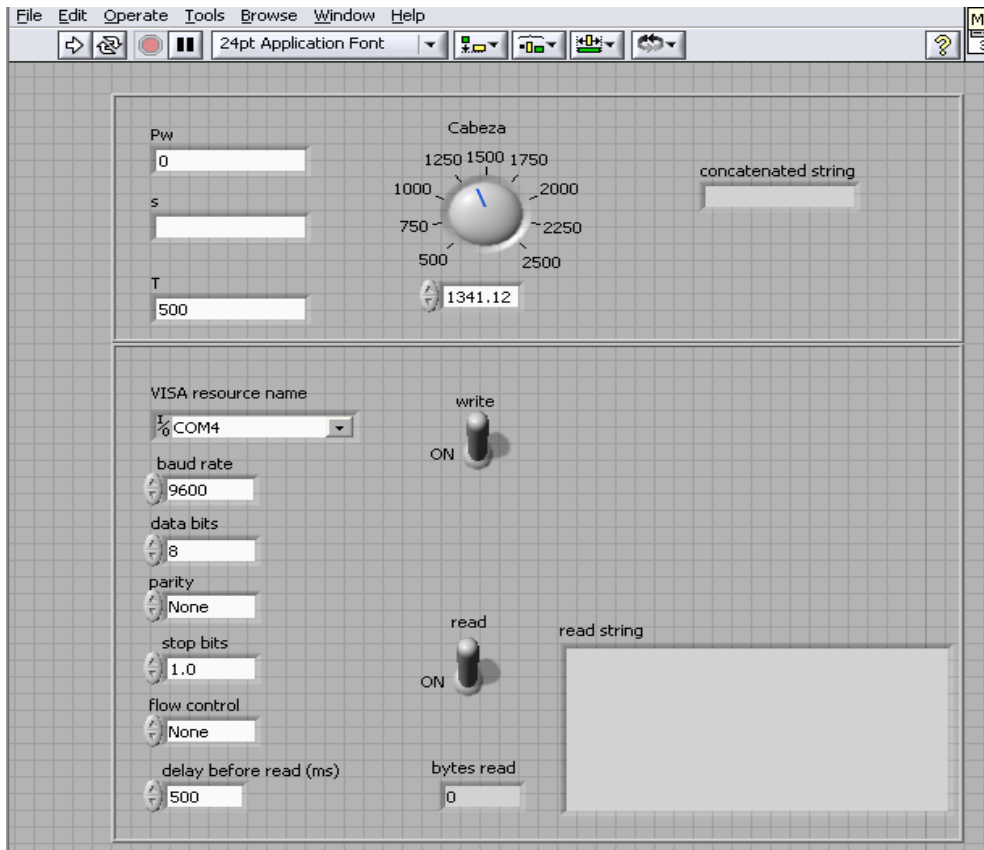 File Edit Operate Tools Browse Window Help
24pt Application Font
Pw
0
s
T
500
Cabeza
1250 1500 1750
1000 2000
750 2250
500 2500
1341.12
concatenated string
VISA resource name
COM4
baud rate
9600
data bits
8
parity
None
stop bits
1.0
flow control
None
delay before read (ms)
500
write
ON
read
ON
bytes read
0
read string